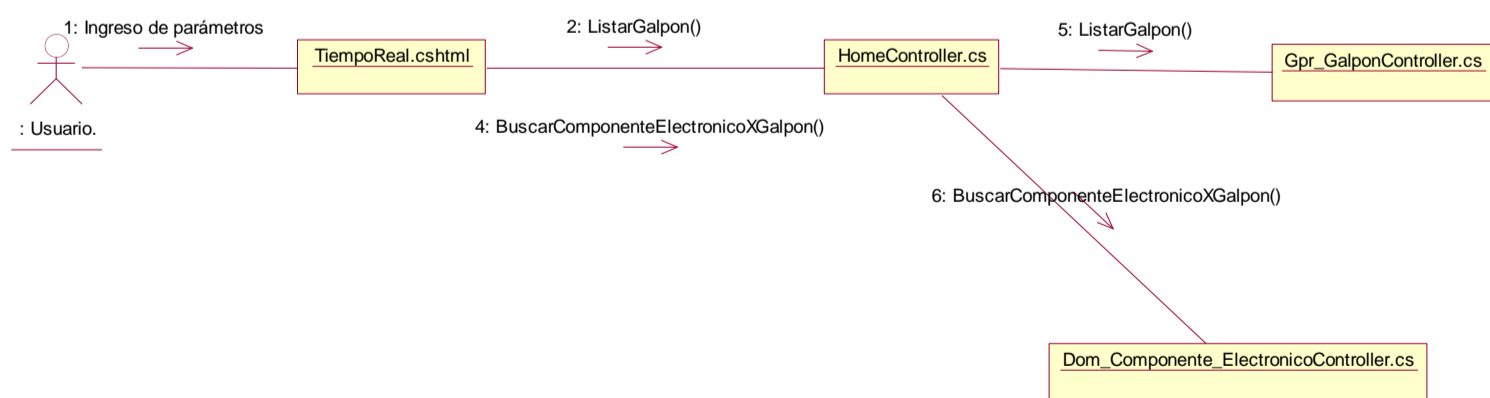 1: Ingreso de parámetros
2: ListarGalpon()
5: ListarGalpon()
TiempoReal.cshtml
HomeController.cs
Gpr_GalponController.cs
: Usuario.
4: BuscarComponenteElectronicoXGalpon()
6: BuscarComponenteElectronicoXGalpon()
Dom_Componente_ElectronicoController.cs